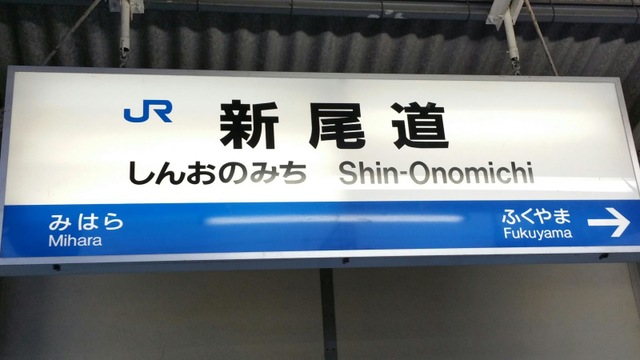 JR 新尾道
しんおのみち Shin-Onomichi
みはら ふくやま
Mihara Fukuyama